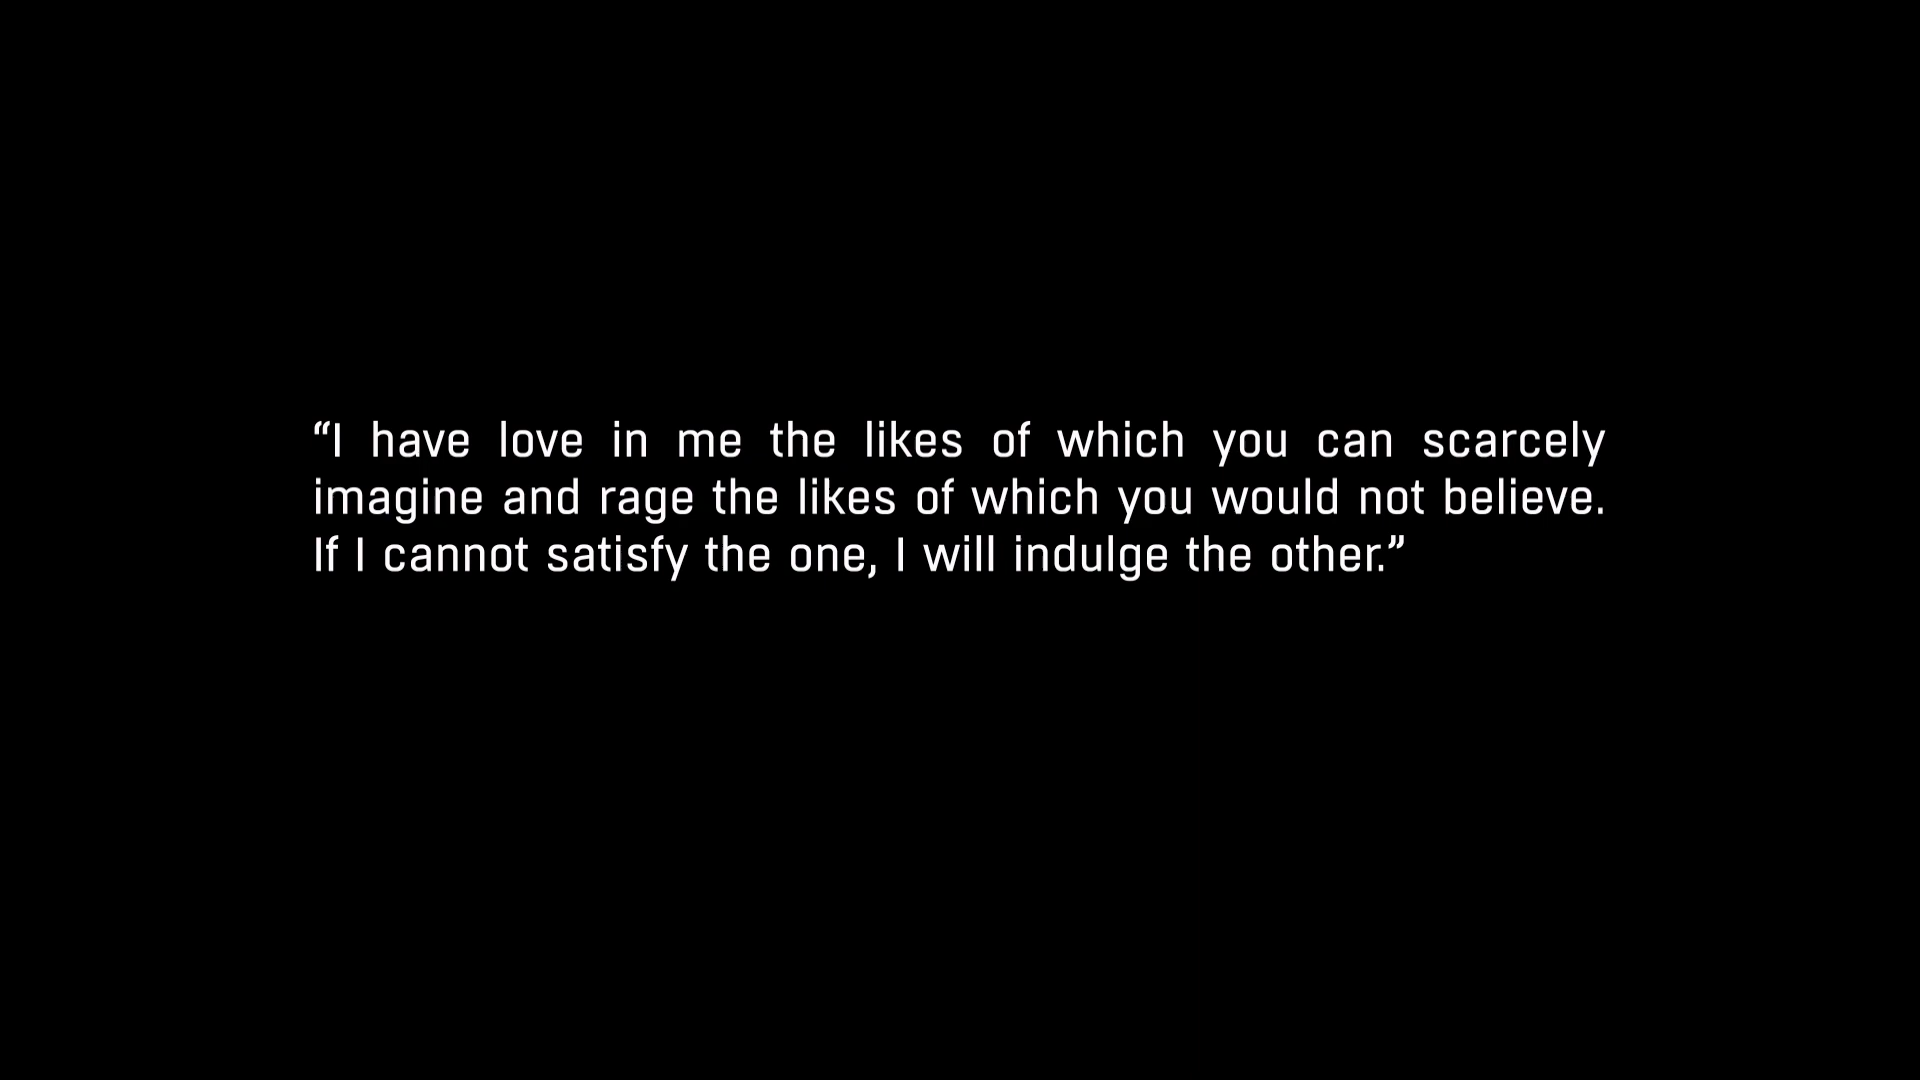 “I have love in me the likes of which you can scarcely
imagine and rage the likes of which you would not believe.
If I cannot satisfy the one, I will indulge the other.”